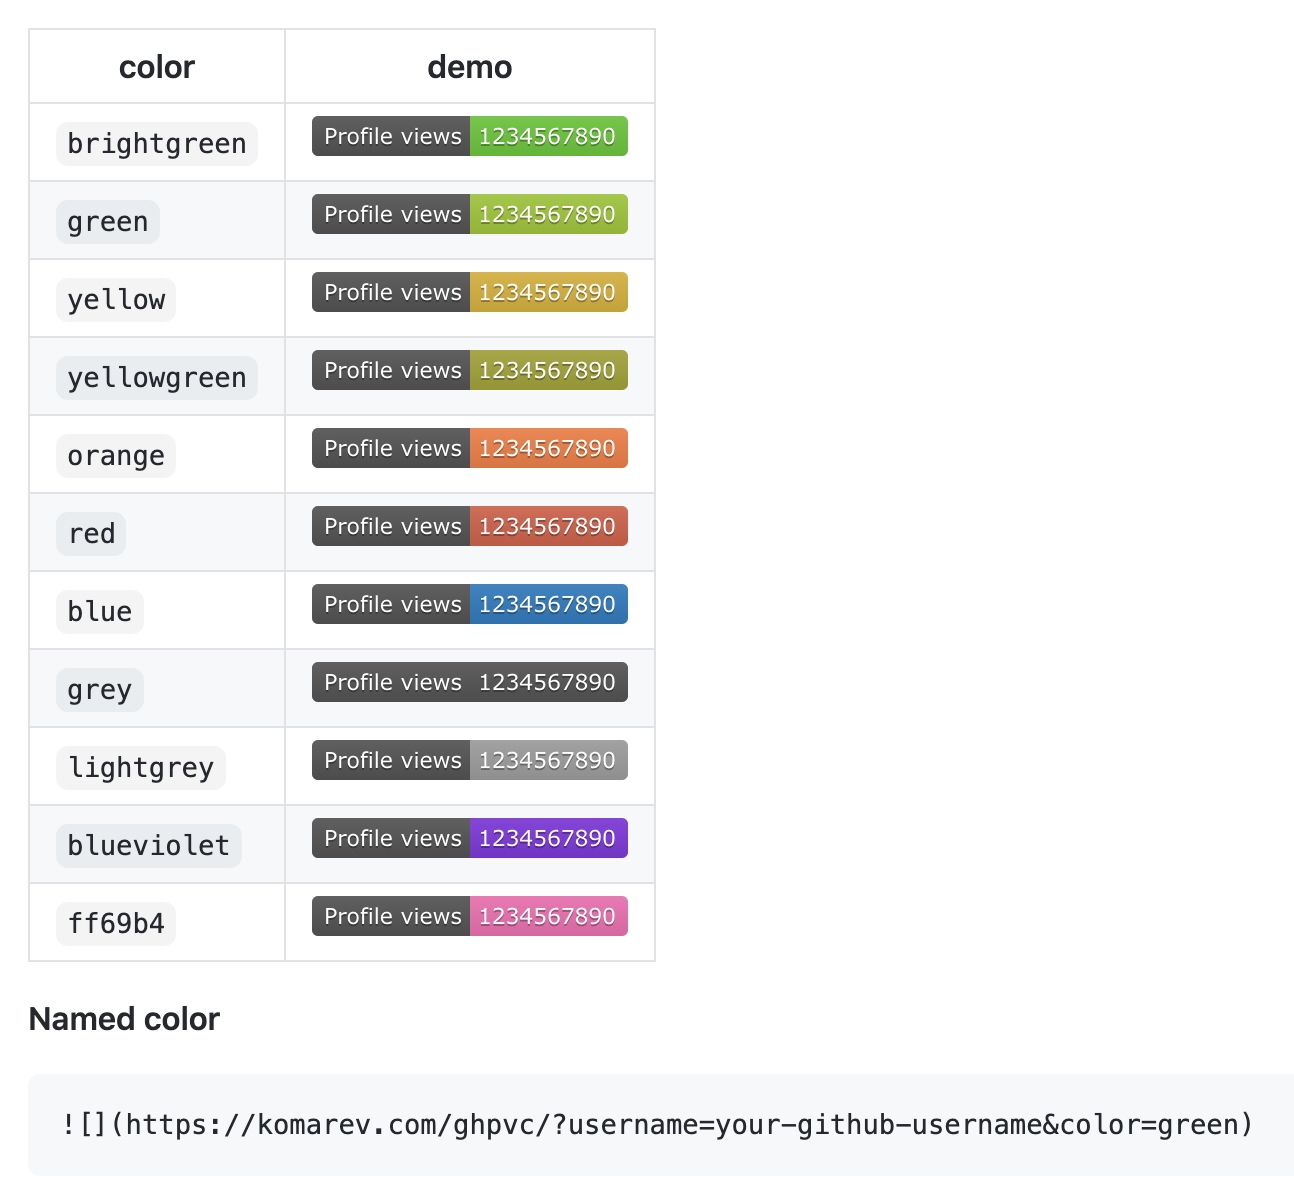 color demo
brightgreen Profile views 1234567890
green Profile views 1234567890
yellow Profile views 1234567890
yellowgreen Profile views 1234567890
orange Profile views 1234567890
red Profile views 1234567890
blue Profile views 1234567890
grey Profile views 1234567890
lightgrey Profile views 1234567890
blueviolet Profile views 1234567890
ff69b4 Profile views 1234567890
Named color
![](https://komarev.com/ghpvc/?username=your-github-username&color=green)